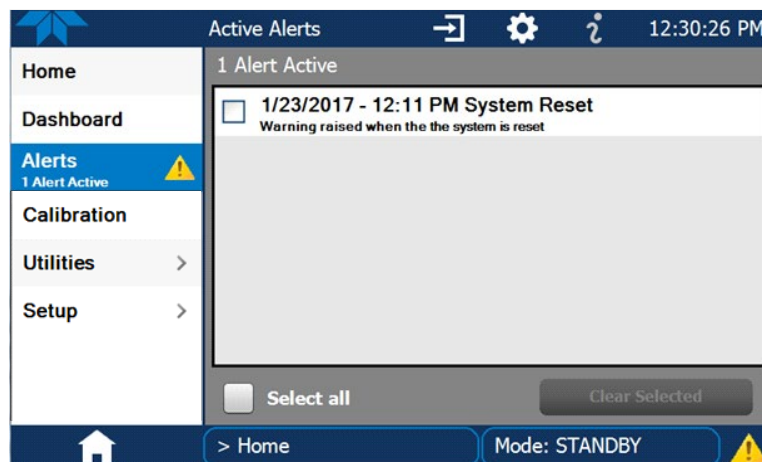 Active Alerts
12:30:26 PM
Home
Dashboard
Alerts
1 Alert Active
Calibration
Utilities >
Setup >
1 Alert Active
1/23/2017 - 12:11 PM System Reset
Warning raised when the the system is reset
Select all
Clear Selected
> Home
Mode: STANDBY